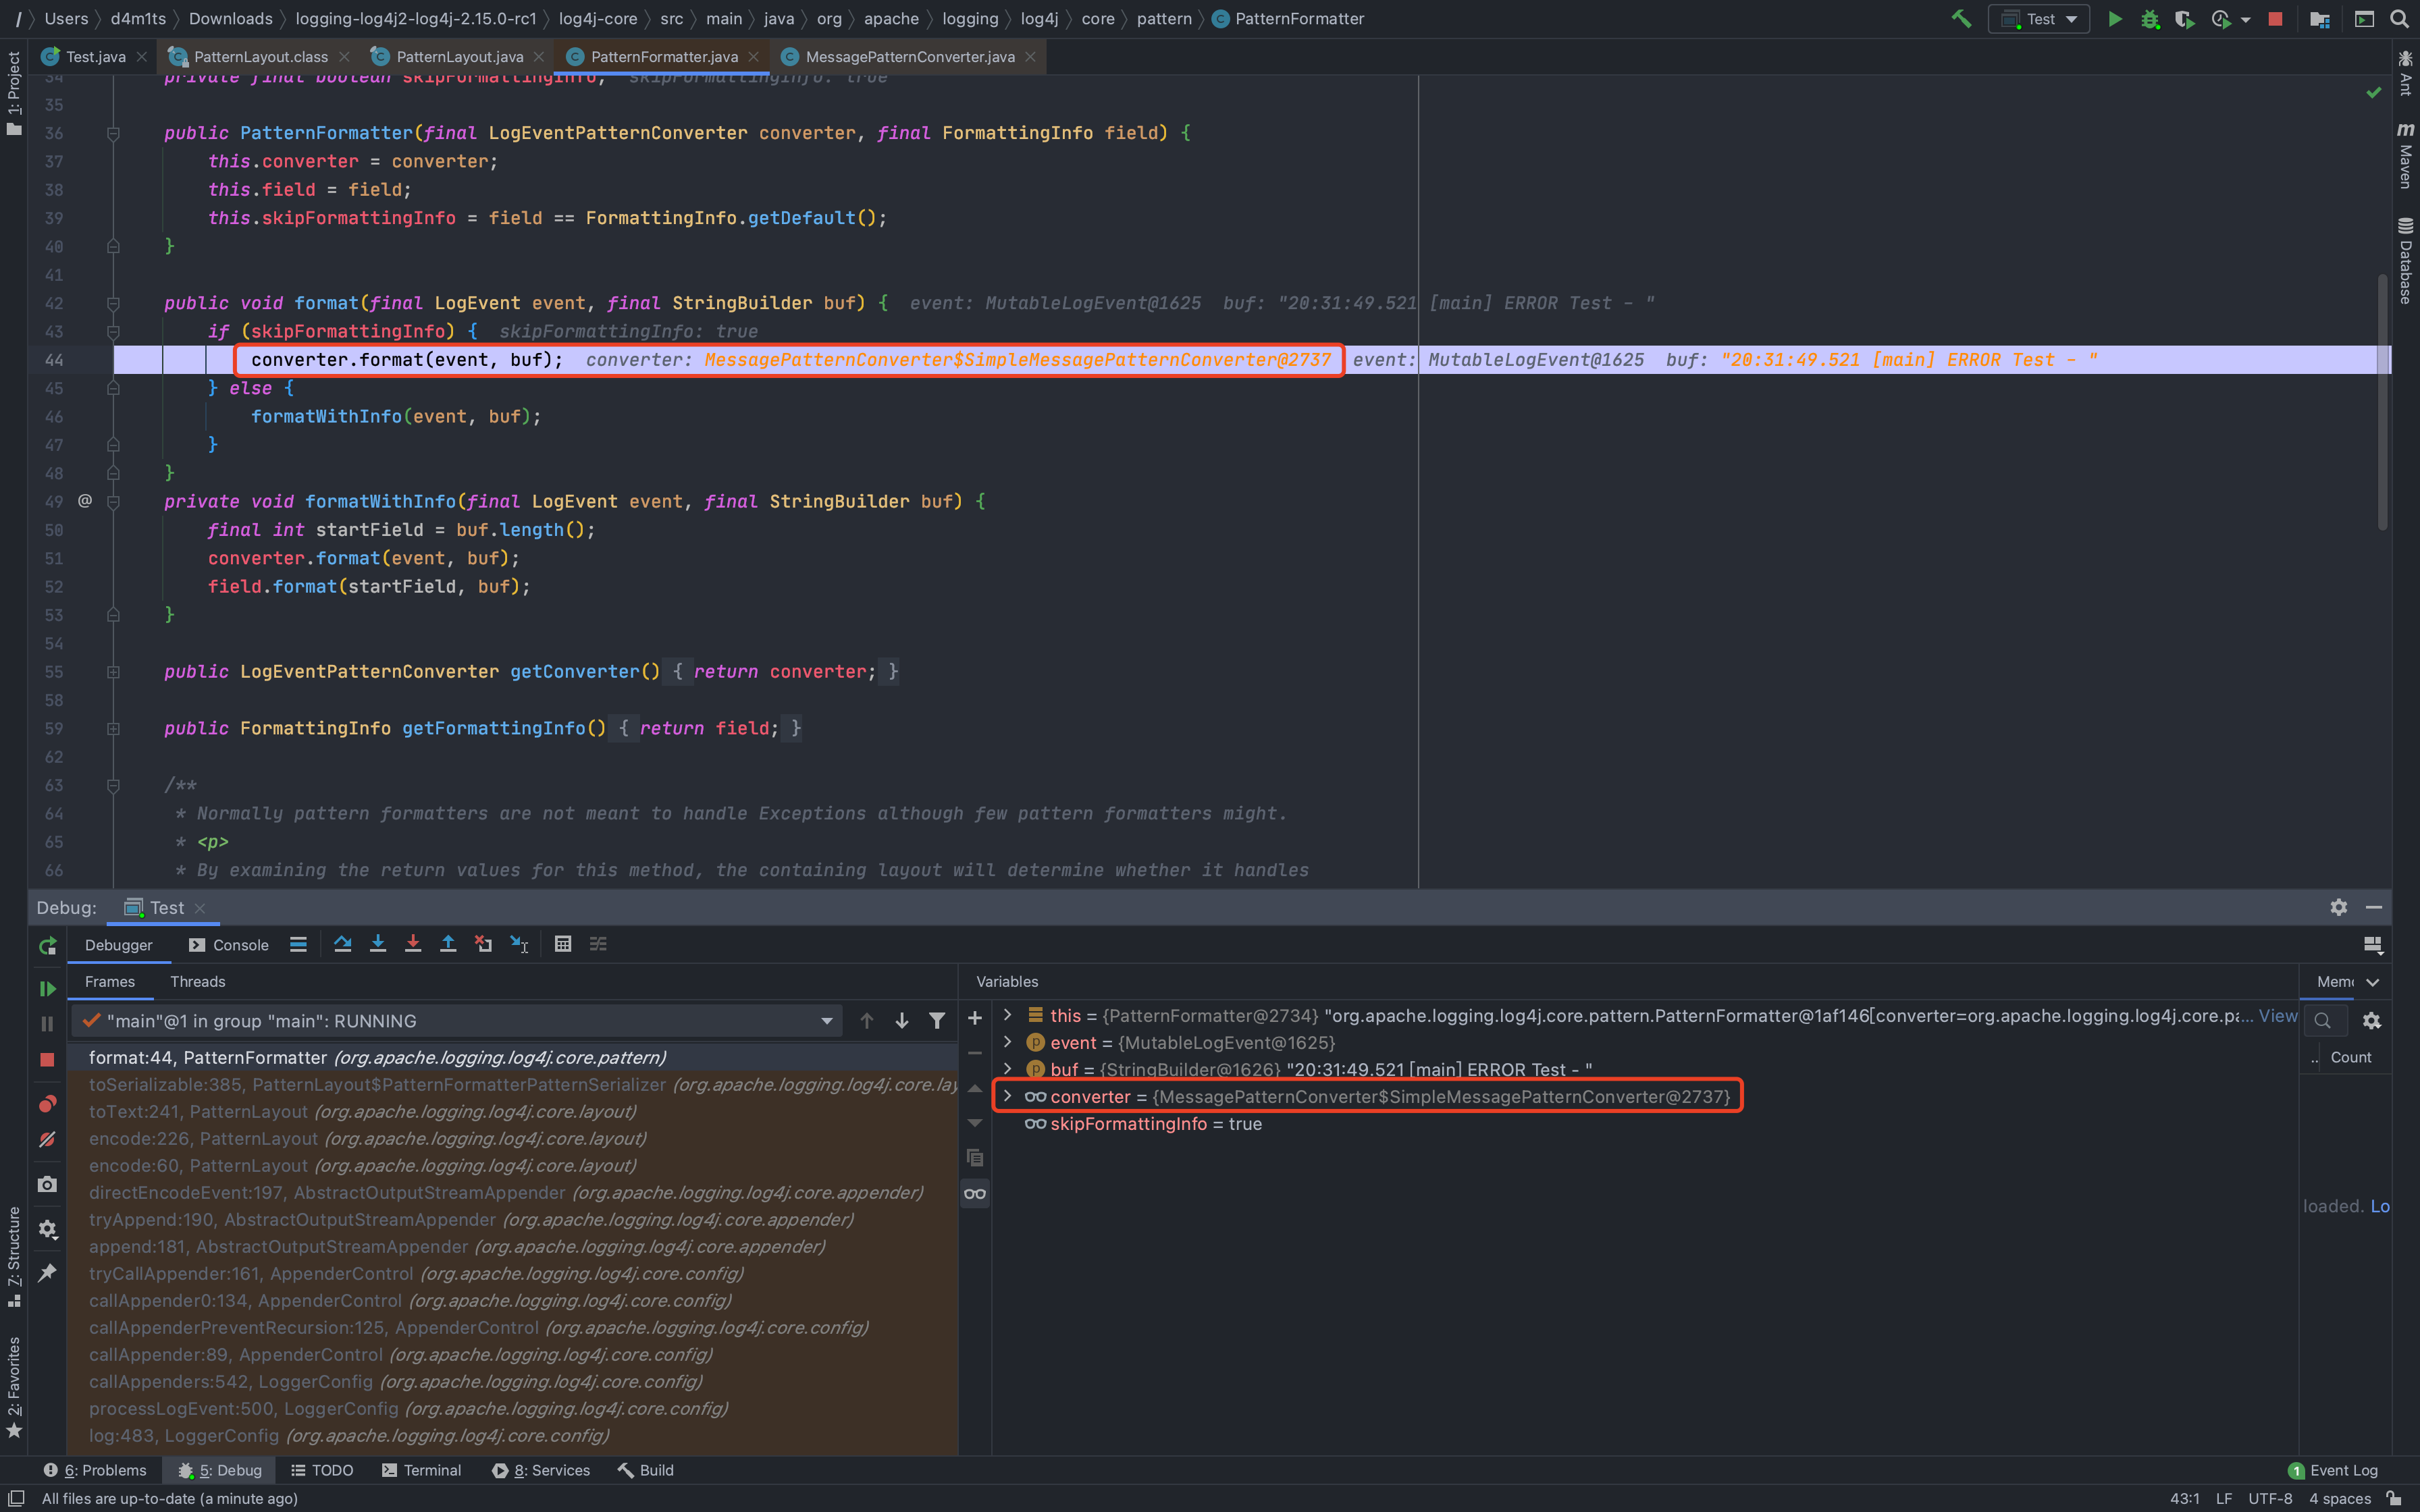 / Users Downloads d4m1ts logging-log4j2-log4j-2.15.0-rc1 log4j-core src main java org apache logging log4j core pattern PatternFormatter Test
Test.java PatternLayout.class PatternLayout.java PatternFormatter.java MessagePatternConverter.java
1: Project
Ant
Maven
Database
34 private final boolean skipFormattingInfo; skipFormattingInfo: true
35
36 public PatternFormatter(final LogEventPatternConverter converter, final FormattingInfo field) {
37 this.converter = converter;
38 this.field = field;
39 this.skipFormattingInfo = field == FormattingInfo.getDefault();
40 }
41
42 public void format(final LogEvent event, final StringBuilder buf) { event: MutableLogEvent@1625 buf: "20:31:49.521 [main] ERROR Test - "
43 if (skipFormattingInfo) { skipFormattingInfo: true
44 converter.format(event, buf); converter: MessagePatternConverter$SimpleMessagePatternConverter@2737 event: MutableLogEvent@1625 buf: "20:31:49.521 [main] ERROR Test - "
45 } else {
46 formatWithInfo(event, buf);
47 }
48 }
49 @ private void formatWithInfo(final LogEvent event, final StringBuilder buf) {
50 final int startField = buf.length();
51 converter.format(event, buf);
52 field.format(startField, buf);
53 }
54
55 public LogEventPatternConverter getConverter() { return converter; }
58
59 public FormattingInfo getFormattingInfo() { return field; }
62
63 /**
64 * Normally pattern formatters are not meant to handle Exceptions although few pattern formatters might.
65 * <p>
66 * By examining the return values for this method, the containing layout will determine whether it handles
Debug: Test
Debugger Console
Frames Threads
"main"@1 in group "main": RUNNING
format:44, PatternFormatter (org.apache.logging.log4j.core.pattern)
toSerializable:385, PatternLayout$PatternFormatterPatternSerializer (org.apache.logging.log4j.core.lay
toText:241, PatternLayout (org.apache.logging.log4j.core.layout)
encode:226, PatternLayout (org.apache.logging.log4j.core.layout)
encode:60, PatternLayout (org.apache.logging.log4j.core.layout)
directEncodeEvent:197, AbstractOutputStreamAppender (org.apache.logging.log4j.core.appender)
tryAppend:190, AbstractOutputStreamAppender (org.apache.logging.log4j.core.appender)
append:181, AbstractOutputStreamAppender (org.apache.logging.log4j.core.appender)
tryCallAppender:161, AppenderControl (org.apache.logging.log4j.core.config)
callAppender0:134, AppenderControl (org.apache.logging.log4j.core.config)
callAppenderPreventRecursion:125, AppenderControl (org.apache.logging.log4j.core.config)
callAppender:89, AppenderControl (org.apache.logging.log4j.core.config)
callAppenders:542, LoggerConfig (org.apache.logging.log4j.core.config)
processLogEvent:500, LoggerConfig (org.apache.logging.log4j.core.config)
log:483, LoggerConfig (org.apache.logging.log4j.core.config)
Variables
this = {PatternFormatter@2734} "org.apache.logging.log4j.core.pattern.PatternFormatter@1af146[converter=org.apache.logging.log4j.core.pa... View
event = {MutableLogEvent@1625}
buf = {StringBuilder@1626} "20:31:49.521 [main] ERROR Test - "
converter = {MessagePatternConverter$SimpleMessagePatternConverter@2737}
skipFormattingInfo = true
Mem
.. Count
loaded. Lo
7: Structure
2: Favorites
6: Problems 5: Debug TODO Terminal 8: Services Build 1 Event Log
All files are up-to-date (a minute ago) 43:1 LF UTF-8 4 spaces